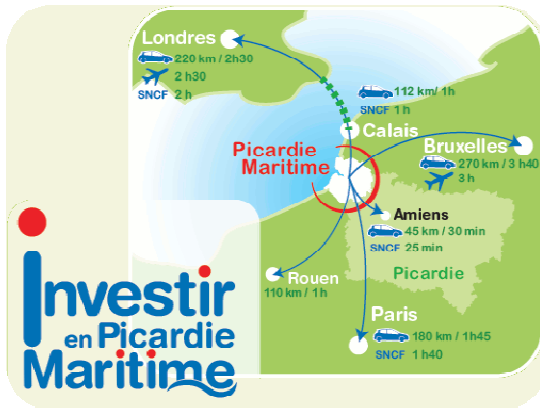 Londres
220 km / 2h30
2 h30
SNCF 2 h
112 km/ 1h
SNCF 1 h
Calais
Picardie
Maritime
Bruxelles
270 km / 3 h40
3 h
Amiens
45 km / 30 min
SNCF 25 min
Picardie
Rouen
110 km / 1 h
Paris
180 km / 1h45
SNCF 1 h40
Investir
en Picardie
Maritime